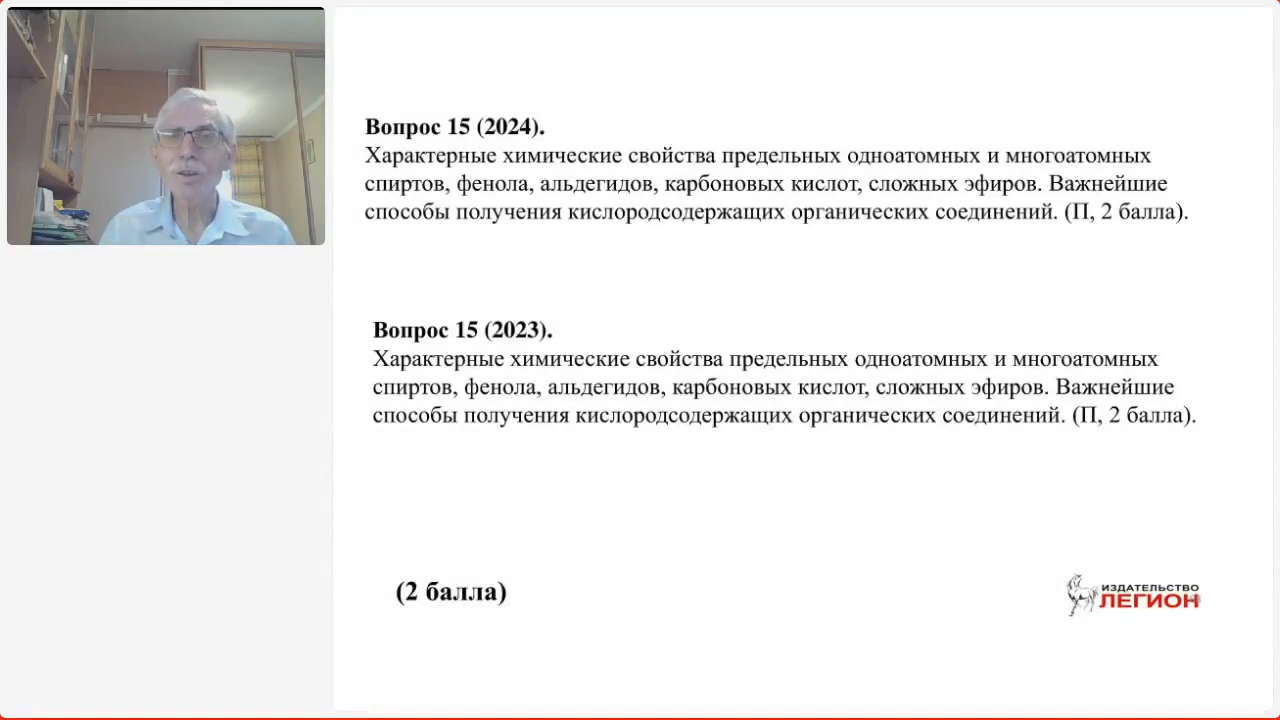 Вопрос 15 (2024).
Характерные химические свойства предельных одноатомных и многоатомных
спиртов, фенола, альдегидов, карбоновых кислот, сложных эфиров. Важнейшие
способы получения кислородсодержащих органических соединений. (П, 2 балла).
Вопрос 15 (2023).
Характерные химические свойства предельных одноатомных и многоатомных
спиртов, фенола, альдегидов, карбоновых кислот, сложных эфиров. Важнейшие
способы получения кислородсодержащих органических соединений. (П, 2 балла).
(2 балла)
ИЗДАТЕЛЬСТВО
ЛЕГИОН